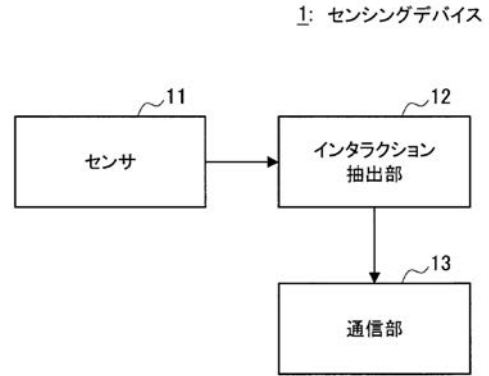 1: センシングデバイス
11
12
センサ
インタラクション
抽出部
13
通信部